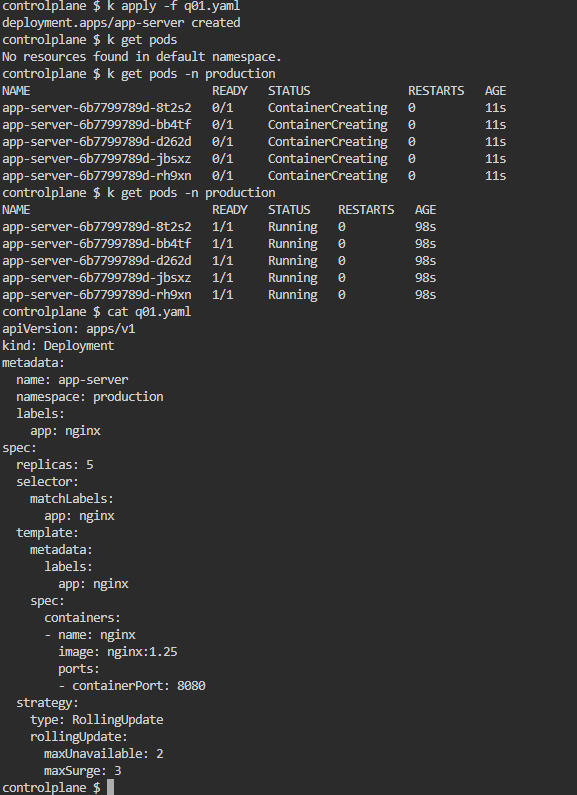 controlplane $ k apply -f q01.yaml
deployment.apps/app-server created
controlplane $ k get pods
No resources found in default namespace.
controlplane $ k get pods -n production
NAME                          READY   STATUS              RESTARTS   AGE
app-server-6b7799789d-8t2s2   0/1     ContainerCreating   0          11s
app-server-6b7799789d-bb4tf   0/1     ContainerCreating   0          11s
app-server-6b7799789d-d262d   0/1     ContainerCreating   0          11s
app-server-6b7799789d-jbsxz   0/1     ContainerCreating   0          11s
app-server-6b7799789d-rh9xn   0/1     ContainerCreating   0          11s
controlplane $ k get pods -n production
NAME                          READY   STATUS    RESTARTS   AGE
app-server-6b7799789d-8t2s2   1/1     Running   0          98s
app-server-6b7799789d-bb4tf   1/1     Running   0          98s
app-server-6b7799789d-d262d   1/1     Running   0          98s
app-server-6b7799789d-jbsxz   1/1     Running   0          98s
app-server-6b7799789d-rh9xn   1/1     Running   0          98s
controlplane $ cat q01.yaml
apiVersion: apps/v1
kind: Deployment
metadata:
  name: app-server
  namespace: production
  labels:
    app: nginx
spec:
  replicas: 5
  selector:
    matchLabels:
      app: nginx
  template:
    metadata:
      labels:
        app: nginx
    spec:
      containers:
      - name: nginx
        image: nginx:1.25
        ports:
        - containerPort: 8080
  strategy:
    type: RollingUpdate
    rollingUpdate:
      maxUnavailable: 2
      maxSurge: 3
controlplane $